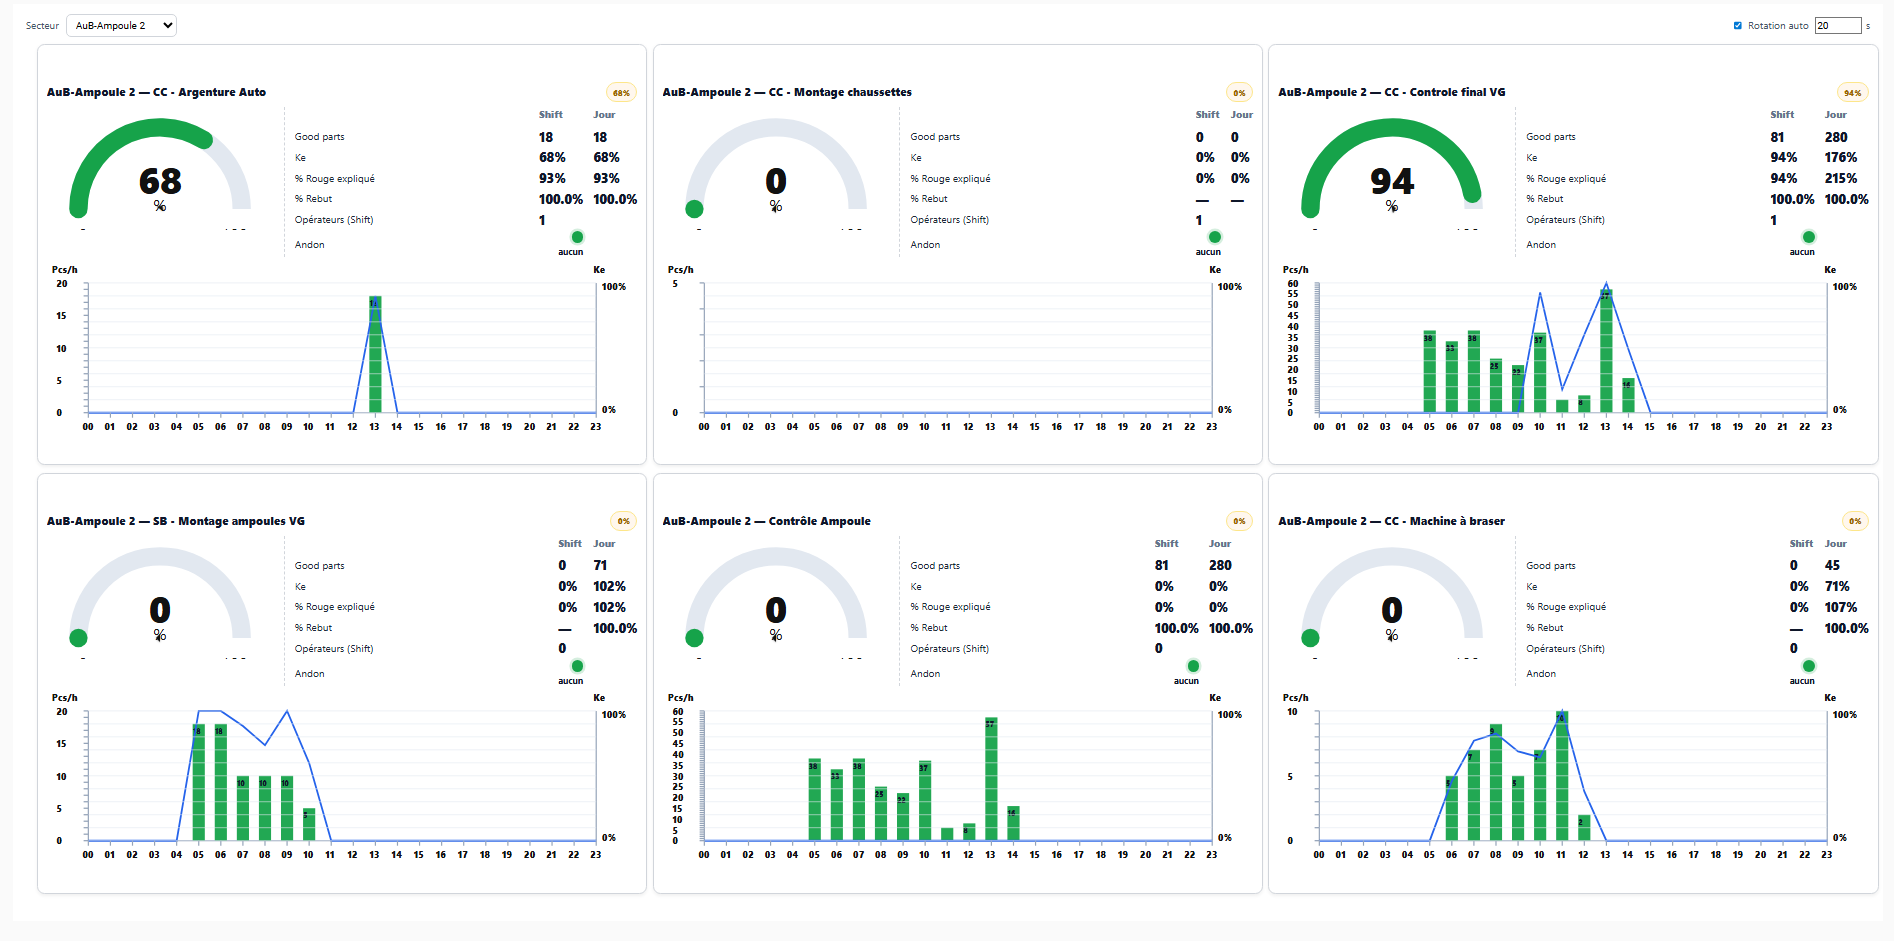 Secteur AuB-Ampoule 2 Rotation auto 20 s
AuB-Ampoule 2 — CC - Argenture Auto 68%
Shift Jour
Good parts 18 18
Ke 68% 68%
% Rouge expliqué 93% 93%
% Rebut 100.0% 100.0%
Opérateurs (Shift) 1
Andon aucun
68
%
Pcs/h Ke
20 100%
15
10
5
0 0%
00 01 02 03 04 05 06 07 08 09 10 11 12 13 14 15 16 17 18 19 20 21 22 23
AuB-Ampoule 2 — CC - Montage chaussettes 0%
Shift Jour
Good parts 0 0
Ke 0% 0%
% Rouge expliqué 0% 0%
% Rebut — —
Opérateurs (Shift) 1
Andon aucun
0
%
Pcs/h Ke
5 100%
0 0%
00 01 02 03 04 05 06 07 08 09 10 11 12 13 14 15 16 17 18 19 20 21 22 23
AuB-Ampoule 2 — CC - Controle final VG 94%
Shift Jour
Good parts 81 280
Ke 94% 176%
% Rouge expliqué 94% 215%
% Rebut 100.0% 100.0%
Opérateurs (Shift) 1
Andon aucun
94
%
Pcs/h Ke
60 100%
55
50
45
40
35
30
25
20
15
10
5
0 0%
38 33 38 25 22 37 8 57 16
00 01 02 03 04 05 06 07 08 09 10 11 12 13 14 15 16 17 18 19 20 21 22 23
AuB-Ampoule 2 — SB - Montage ampoules VG 0%
Shift Jour
Good parts 0 71
Ke 0% 102%
% Rouge expliqué 0% 102%
% Rebut — 100.0%
Opérateurs (Shift) 0
Andon aucun
0
%
Pcs/h Ke
20 100%
15
10
5
0 0%
18 18 10 10 10 5
00 01 02 03 04 05 06 07 08 09 10 11 12 13 14 15 16 17 18 19 20 21 22 23
AuB-Ampoule 2 — Contrôle Ampoule 0%
Shift Jour
Good parts 81 280
Ke 0% 0%
% Rouge expliqué 0% 0%
% Rebut 100.0% 100.0%
Opérateurs (Shift) 0
Andon aucun
0
%
Pcs/h Ke
60 100%
55
50
45
40
35
30
25
20
15
10
5
0 0%
38 33 38 25 22 37 8 57 16
00 01 02 03 04 05 06 07 08 09 10 11 12 13 14 15 16 17 18 19 20 21 22 23
AuB-Ampoule 2 — CC - Machine à braser 0%
Shift Jour
Good parts 0 45
Ke 0% 71%
% Rouge expliqué 0% 107%
% Rebut — 100.0%
Opérateurs (Shift) 0
Andon aucun
0
%
Pcs/h Ke
10 100%
5
0 0%
5 7 9 5 7 10 2
00 01 02 03 04 05 06 07 08 09 10 11 12 13 14 15 16 17 18 19 20 21 22 23